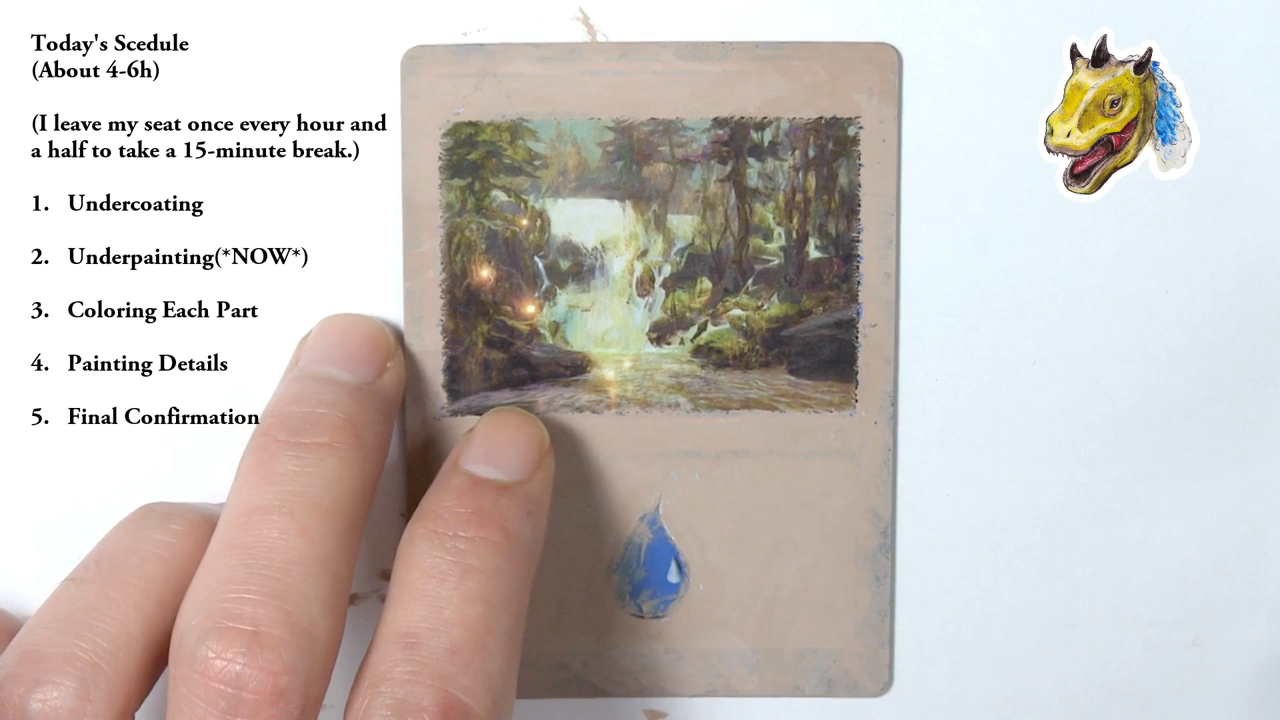 Today's Scedule
(About 4-6h)
(I leave my seat once every hour and
a half to take a 15-minute break.)
1. Undercoating
2. Underpainting(*NOW*)
3. Coloring Each Part
4. Painting Details
5. Final Confirmation